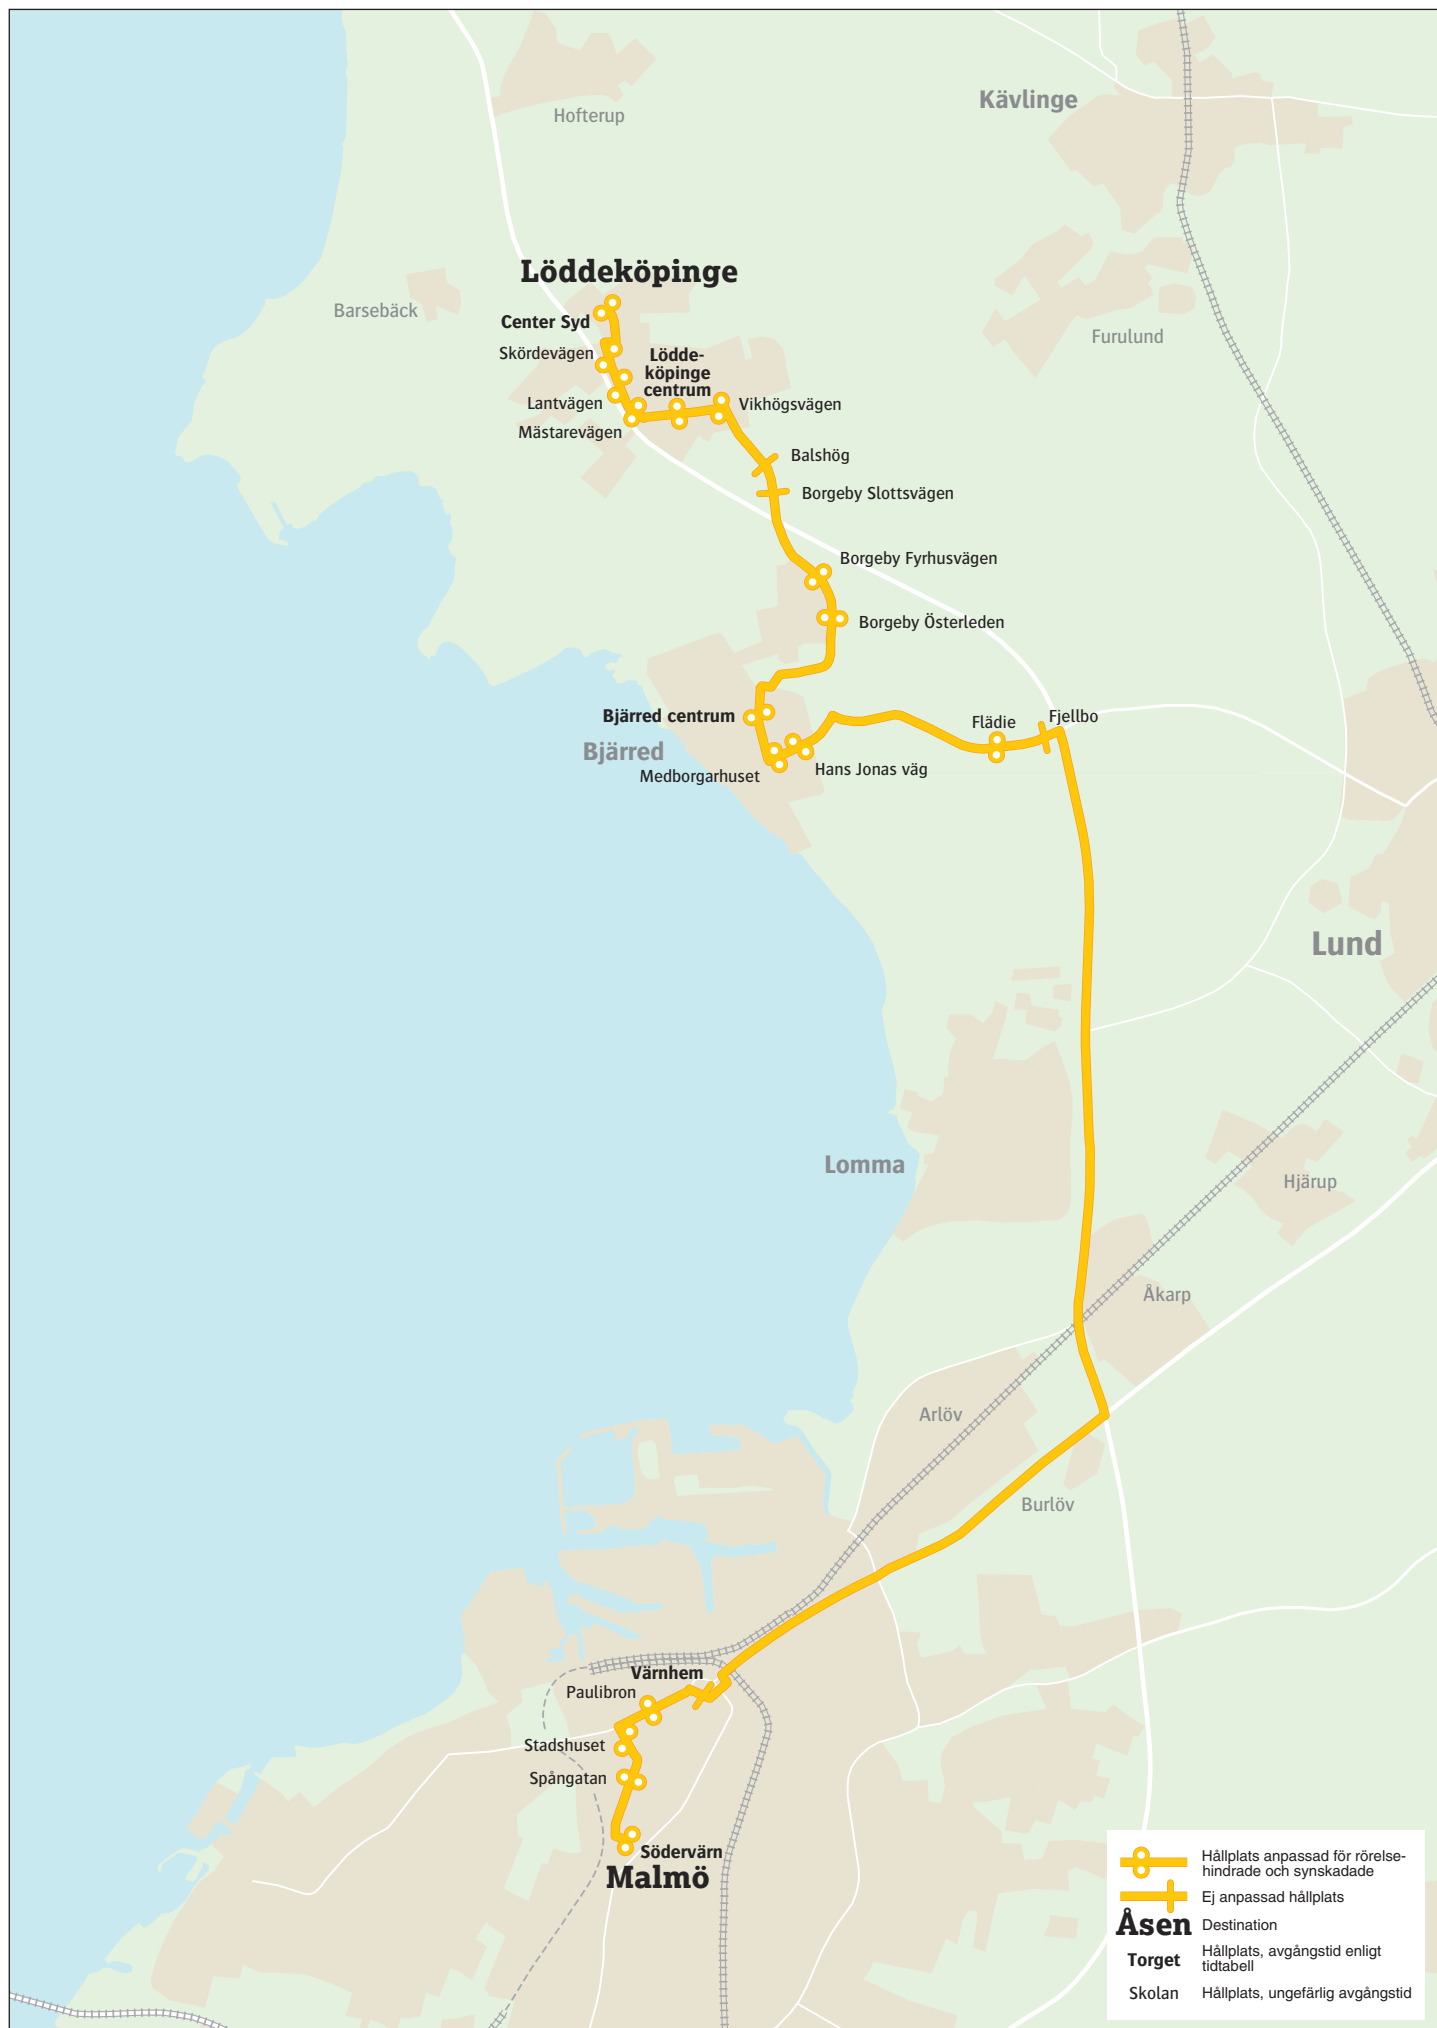 Hofterup
Kävlinge
Löddeköpinge
Barsebäck
Center Syd
Furulund
Skördevägen
Lödde-
köpinge
centrum
Lantvägen
Vikhögsvägen
Mästarevägen
Balshög
Borgeby Slottsvägen
Borgeby Fyrhusvägen
Borgeby Österleden
Bjärred centrum
Flädie
Fjellbo
Bjärred
Hans Jonas väg
Medborgarhuset
Lund
Lomma
Hjärup
Åkarp
Arlöv
Burlöv
Värnhem
Paulibron
Stadshuset
Spångatan
Södervärn
Malmö
Hållplats anpassad för rörelse-
hindrade och synskadade
Ej anpassad hållplats
Åsen Destination
Torget Hållplats, avgångstid enligt
tidtabell
Skolan Hållplats, ungefärlig avgångstid